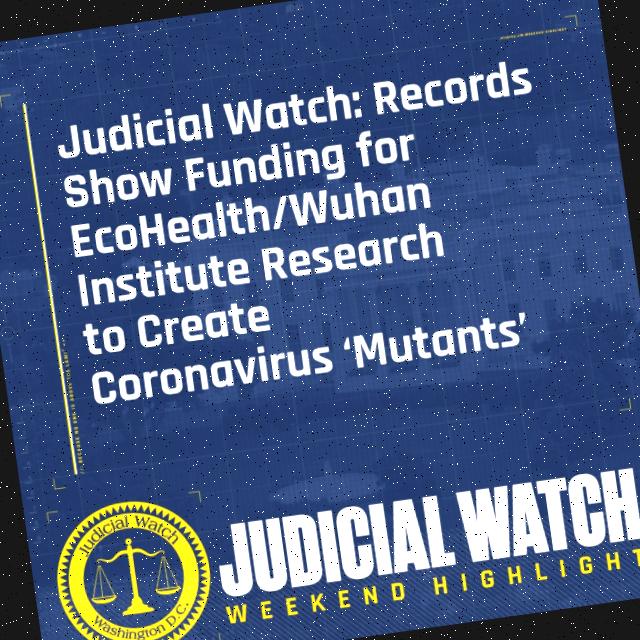 Judicial Watch: Records
Show Funding for
EcoHealth/Wuhan
Institute Research
to Create
Coronavirus ‘Mutants’
Judicial Watch
Washington D.C.
JUDICIAL WATCH
WEEKEND HIGHLIGHT